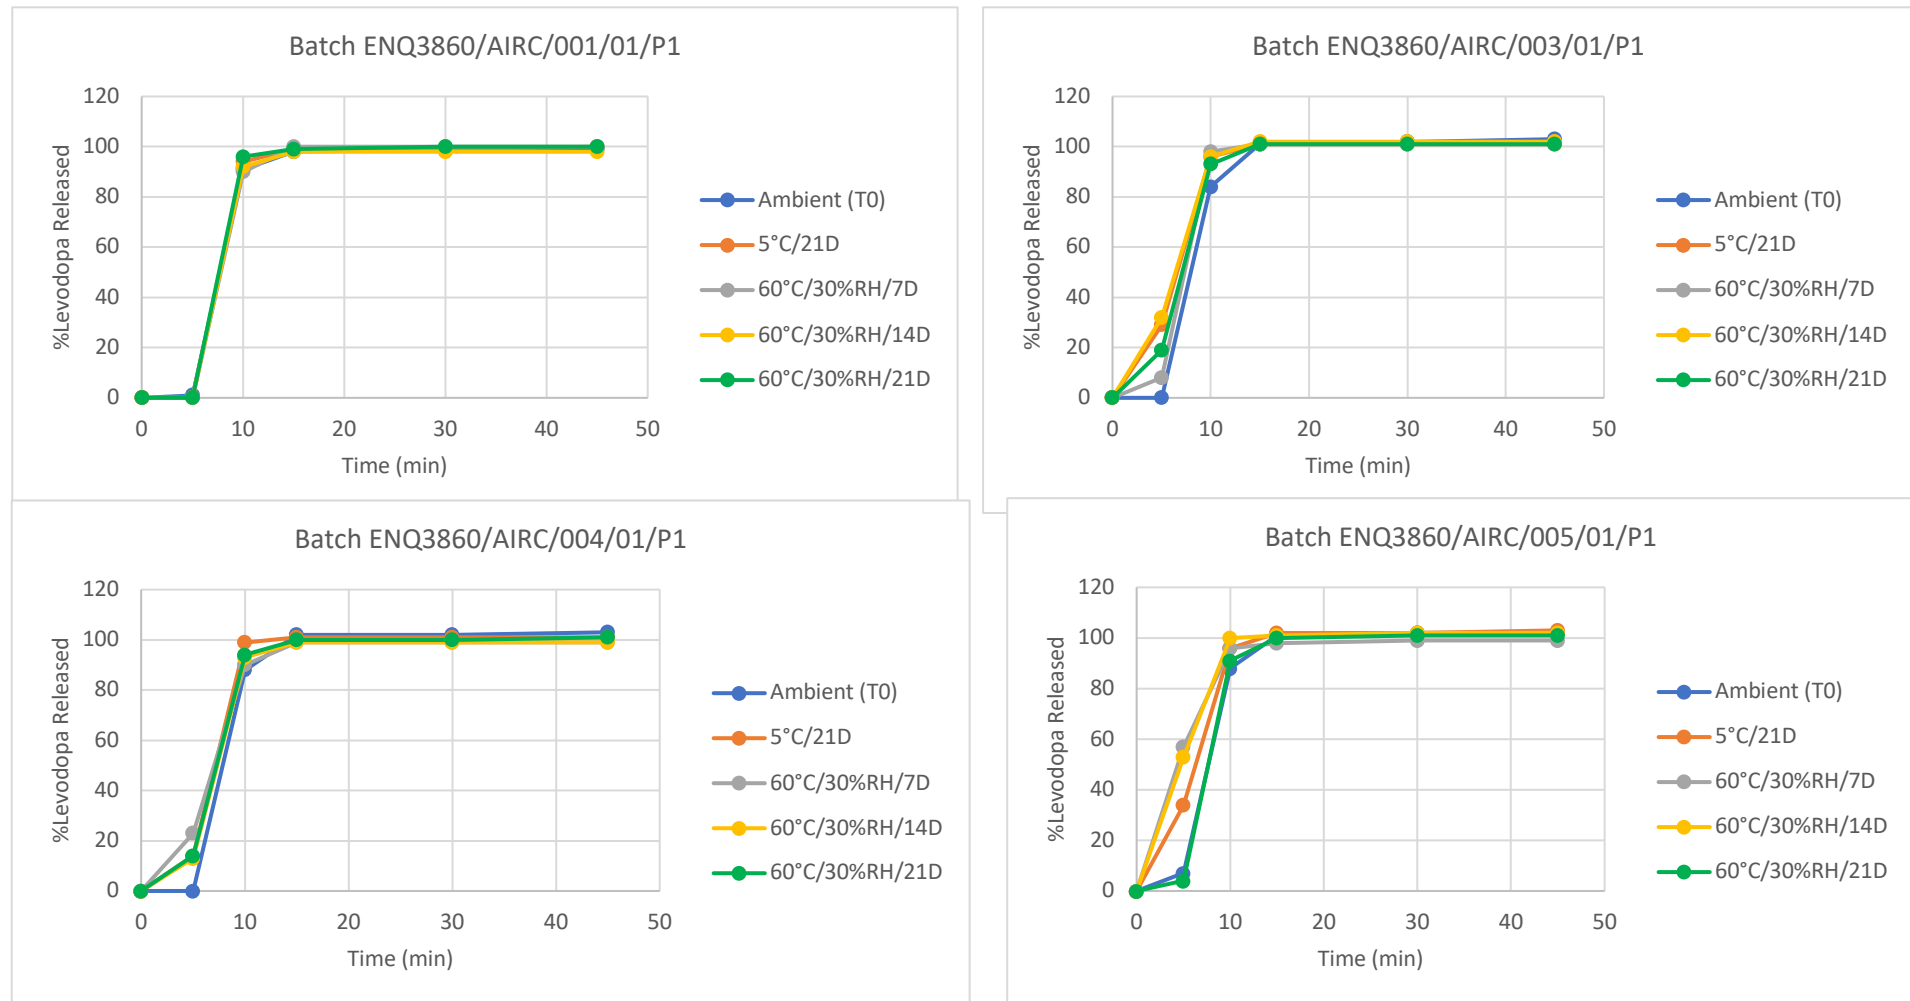 Batch ENQ3860/AIRC/001/01/P1
120
100
80
60
40
20
0
%Levodopa Released
0 10 20 30 40 50
Time (min)
Ambient (T0)
5°C/21D
60°C/30%RH/7D
60°C/30%RH/14D
60°C/30%RH/21D
Batch ENQ3860/AIRC/003/01/P1
120
100
80
60
40
20
0
%Levodopa Released
0 10 20 30 40 50
Time (min)
Ambient (T0)
5°C/21D
60°C/30%RH/7D
60°C/30%RH/14D
60°C/30%RH/21D
Batch ENQ3860/AIRC/004/01/P1
120
100
80
60
40
20
0
%Levodopa Released
0 10 20 30 40 50
Time (min)
Ambient (T0)
5°C/21D
60°C/30%RH/7D
60°C/30%RH/14D
60°C/30%RH/21D
Batch ENQ3860/AIRC/005/01/P1
120
100
80
60
40
20
0
%Levodopa Released
0 10 20 30 40 50
Time (min)
Ambient (T0)
5°C/21D
60°C/30%RH/7D
60°C/30%RH/14D
60°C/30%RH/21D